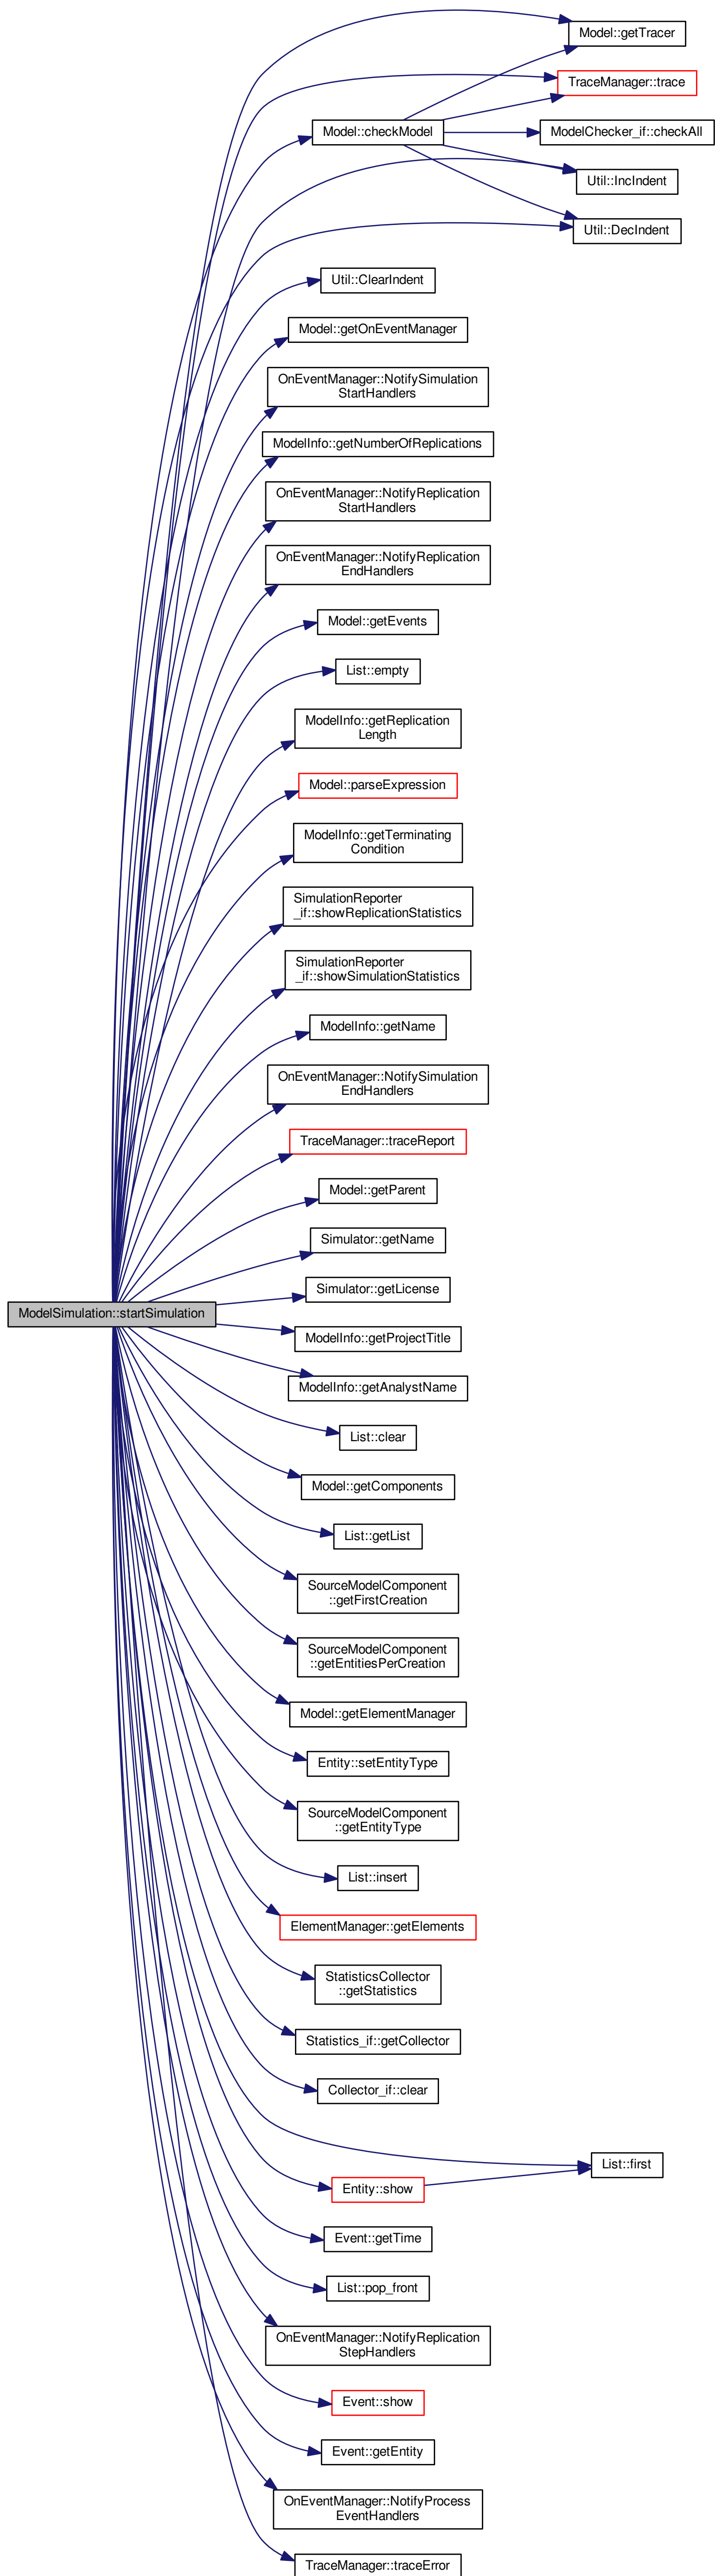 Model::getTracer
TraceManager::trace
Model::checkModel
ModelChecker_if::checkAll
Util::IncIndent
Util::DecIndent
Util::ClearIndent
Model::getOnEventManager
OnEventManager::NotifySimulation
StartHandlers
ModelInfo::getNumberOfReplications
OnEventManager::NotifyReplication
StartHandlers
OnEventManager::NotifyReplication
EndHandlers
Model::getEvents
List::empty
ModelInfo::getReplication
Length
Model::parseExpression
ModelInfo::getTerminating
Condition
SimulationReporter
_if::showReplicationStatistics
SimulationReporter
_if::showSimulationStatistics
ModelInfo::getName
OnEventManager::NotifySimulation
EndHandlers
TraceManager::traceReport
Model::getParent
Simulator::getName
Simulator::getLicense
ModelSimulation::startSimulation
ModelInfo::getProjectTitle
ModelInfo::getAnalystName
List::clear
Model::getComponents
List::getList
SourceModelComponent
::getFirstCreation
SourceModelComponent
::getEntitiesPerCreation
Model::getElementManager
Entity::setEntityType
SourceModelComponent
::getEntityType
List::insert
ElementManager::getElements
StatisticsCollector
::getStatistics
Statistics_if::getCollector
Collector_if::clear
List::first
Entity::show
Event::getTime
List::pop_front
OnEventManager::NotifyReplication
StepHandlers
Event::show
Event::getEntity
OnEventManager::NotifyProcess
EventHandlers
TraceManager::traceError